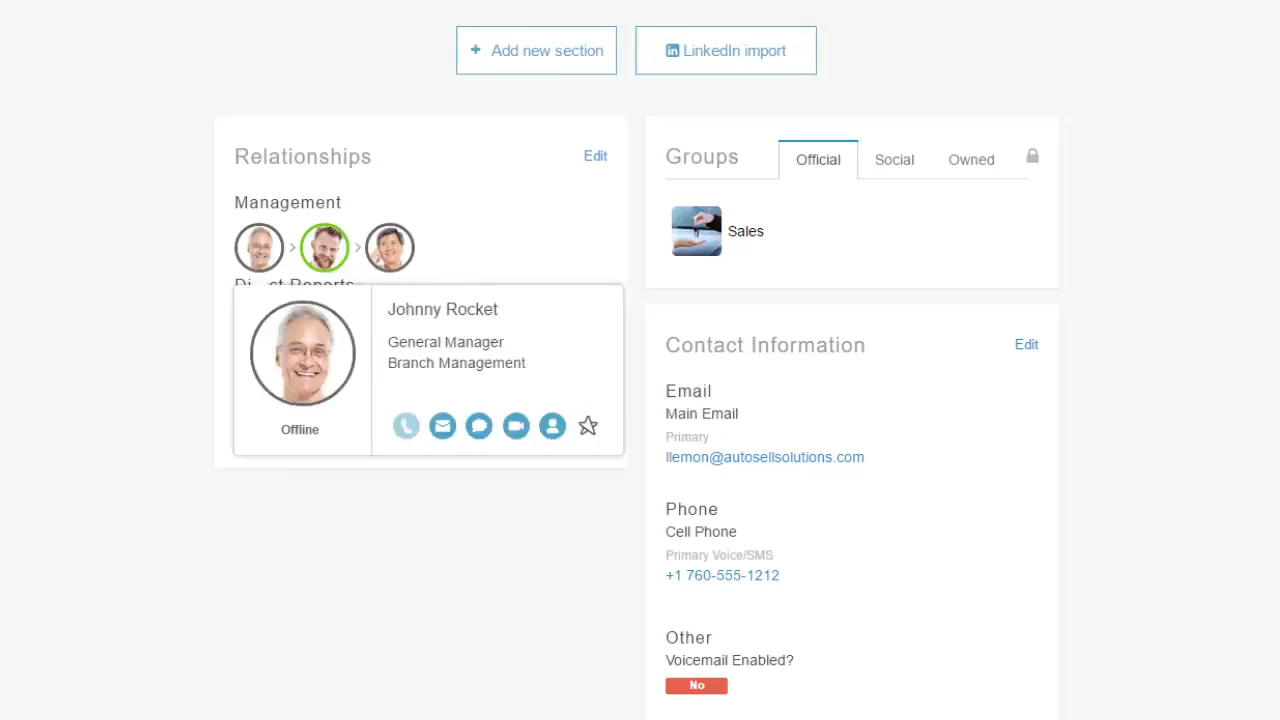 + Add new section
LinkedIn import
Relationships
Edit
Management
Direct Reports
Johnny Rocket
General Manager
Branch Management
Offline
Groups
Official
Social
Owned
Sales
Contact Information
Edit
Email
Main Email
Primary
llemon@autosellsolutions.com
Phone
Cell Phone
Primary Voice/SMS
+1 760-555-1212
Other
Voicemail Enabled?
No